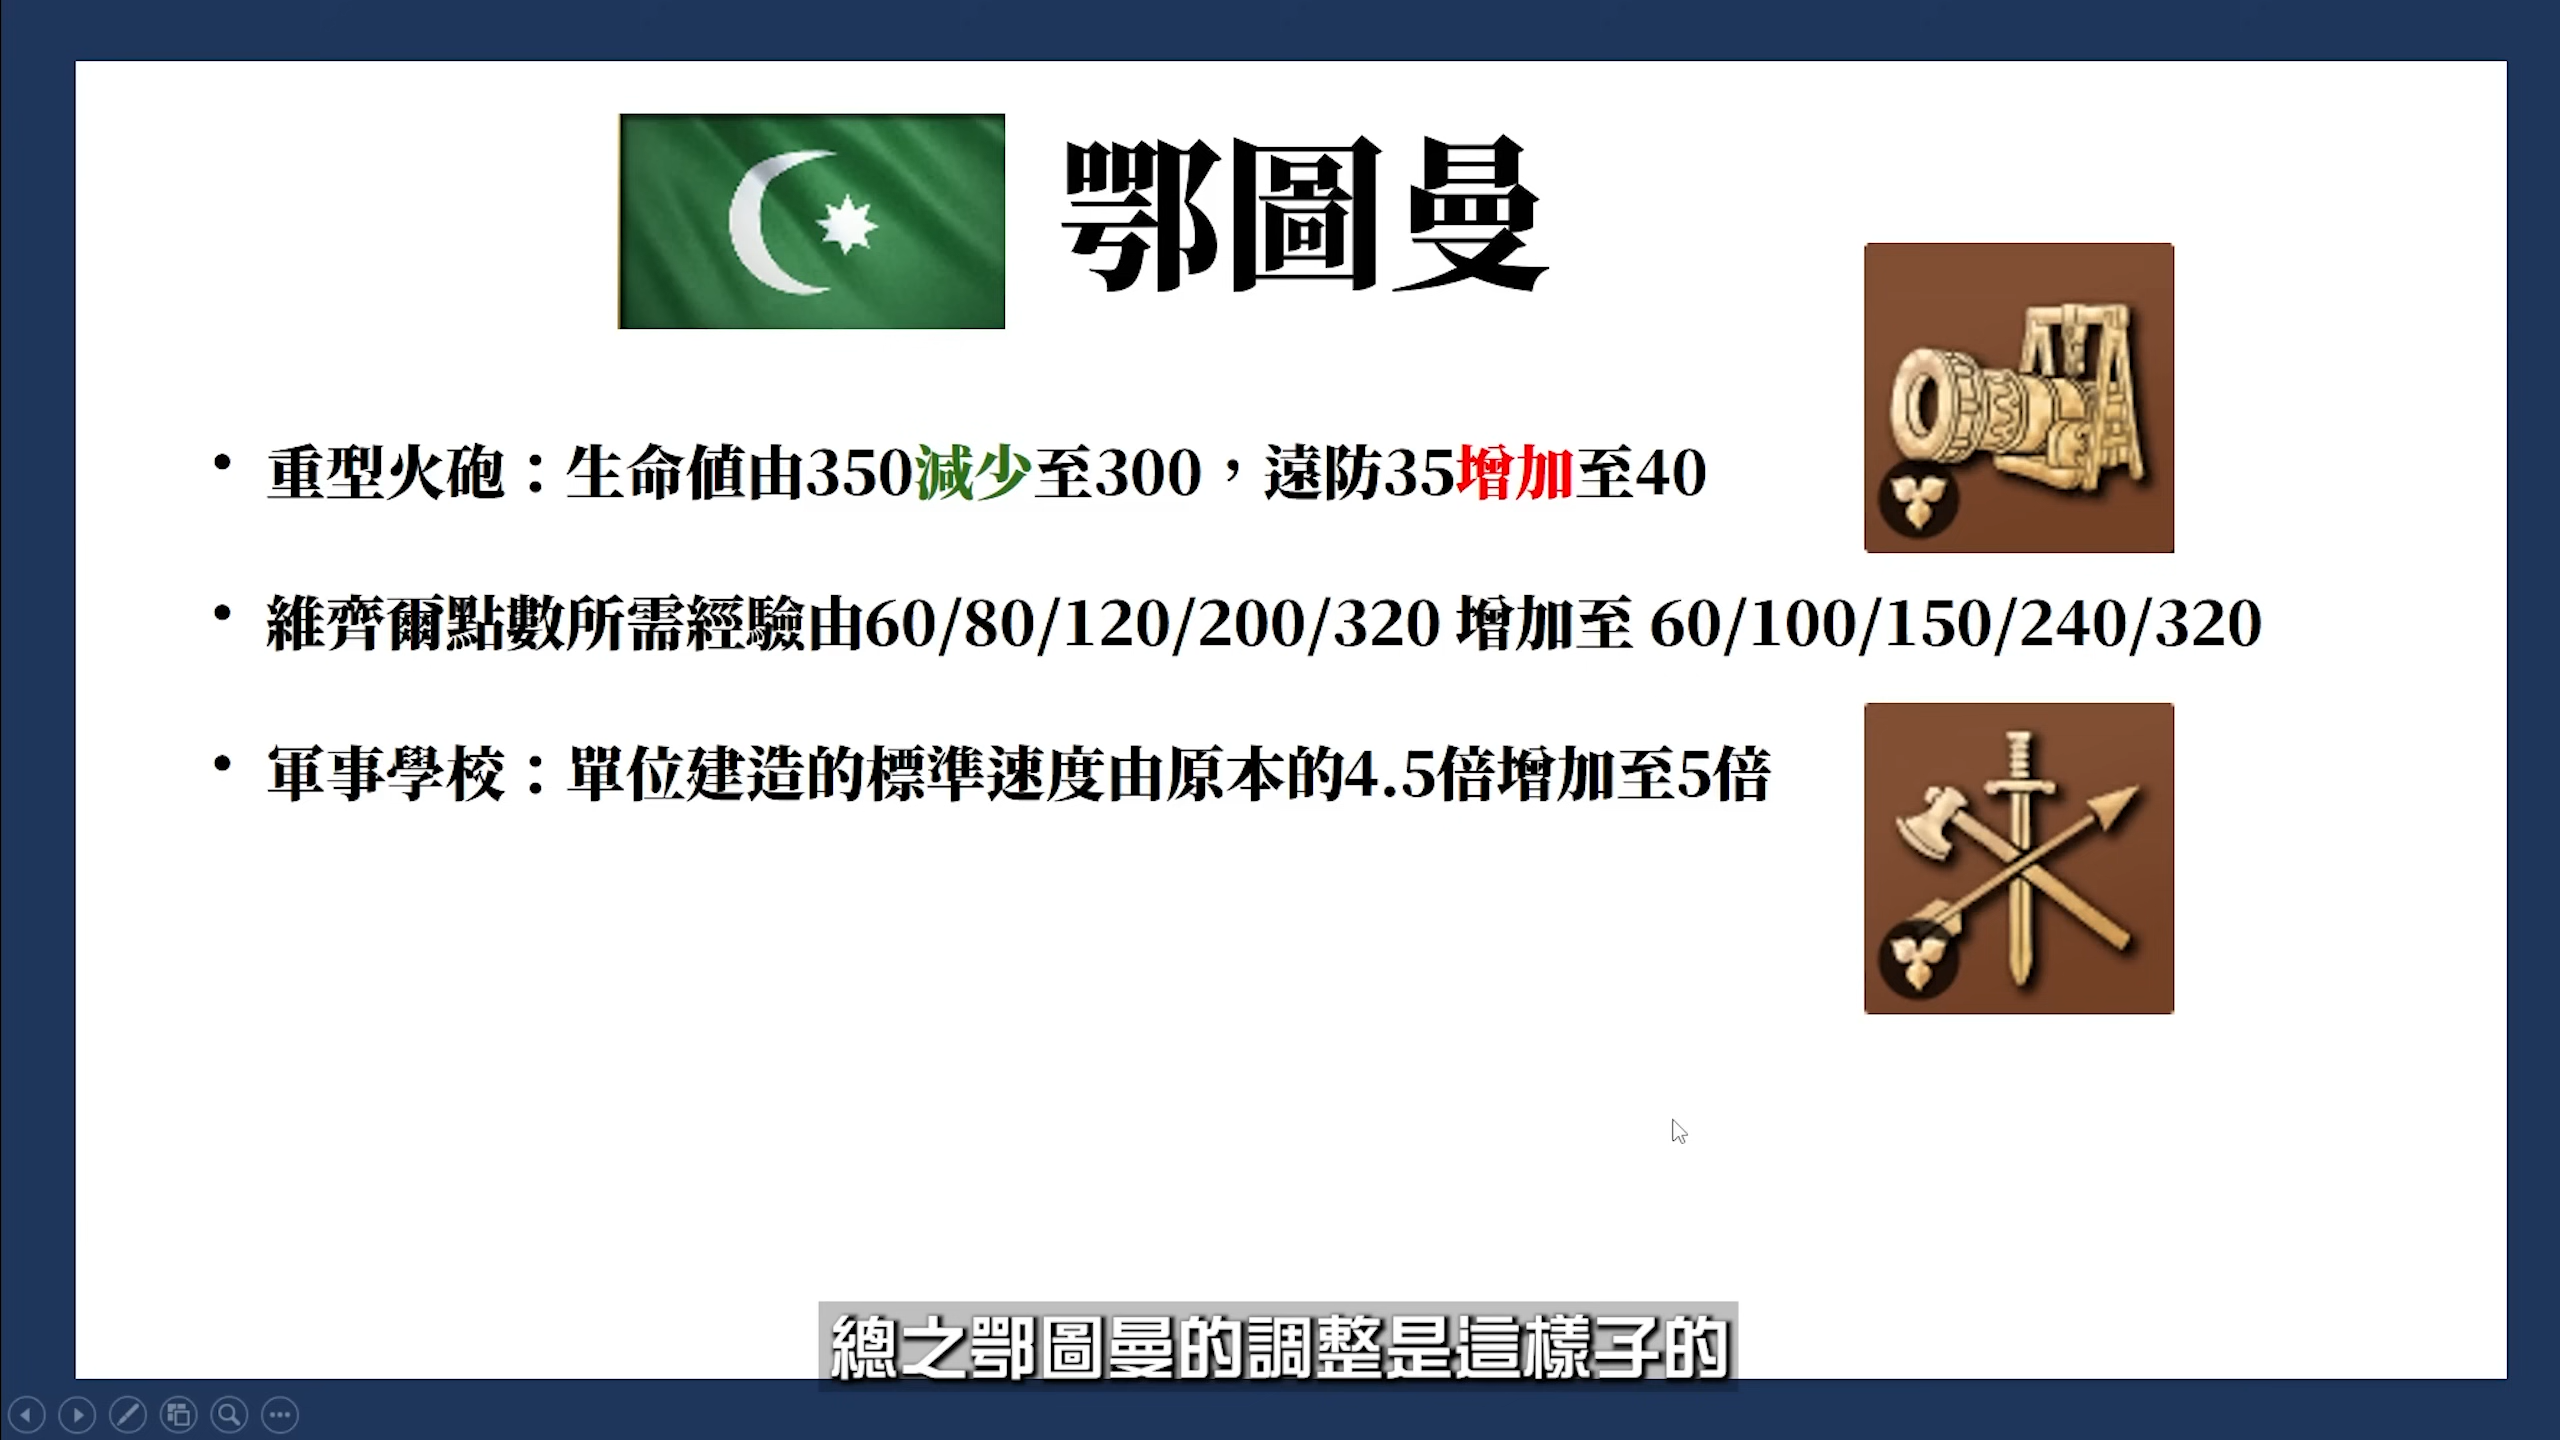 鄂圖曼
• 重型火砲：生命值由350減少至300，遠防35增加至40
• 維齊爾點數所需經驗由60/80/120/200/320 增加至 60/100/150/240/320
• 軍事學校：單位建造的標準速度由原本的4.5倍增加至5倍
總之鄂圖曼的調整是這樣子的